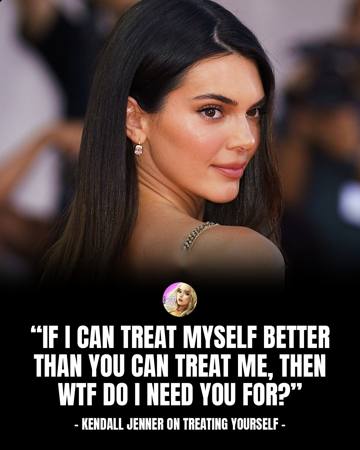 “IF I CAN TREAT MYSELF BETTER
THAN YOU CAN TREAT ME, THEN
WTF DO I NEED YOU FOR?”
- KENDALL JENNER ON TREATING YOURSELF -